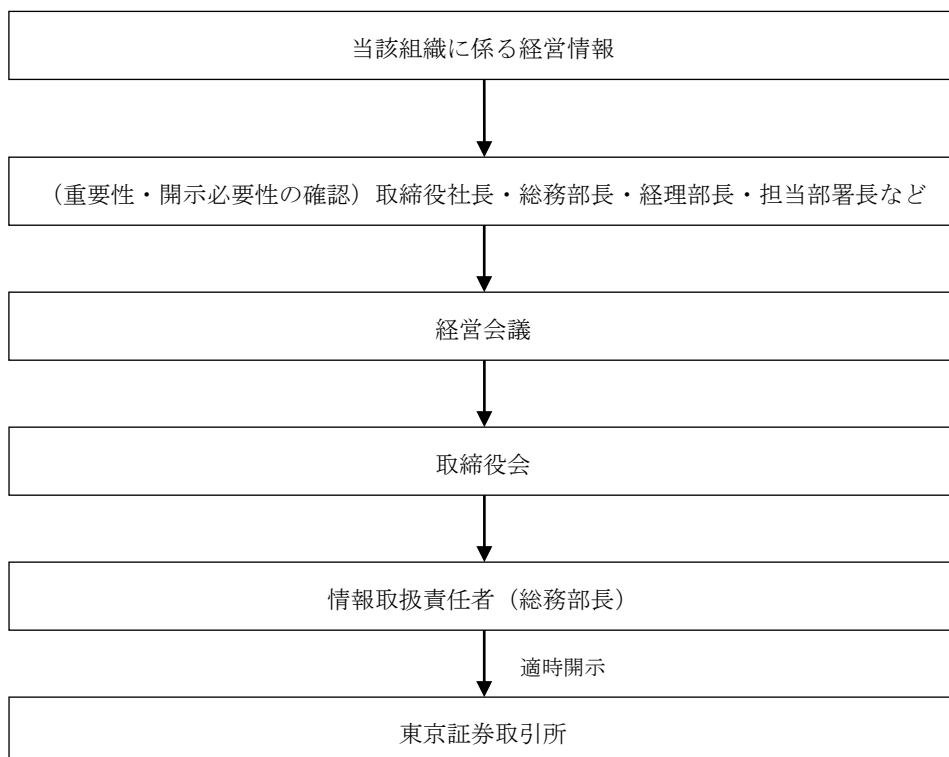 当該組織に係る経営情報
（重要性・開示必要性の確認）取締役社長・総務部長・経理部長・担当部署長など
経営会議
取締役会
情報取扱責任者（総務部長）
適時開示
東京証券取引所